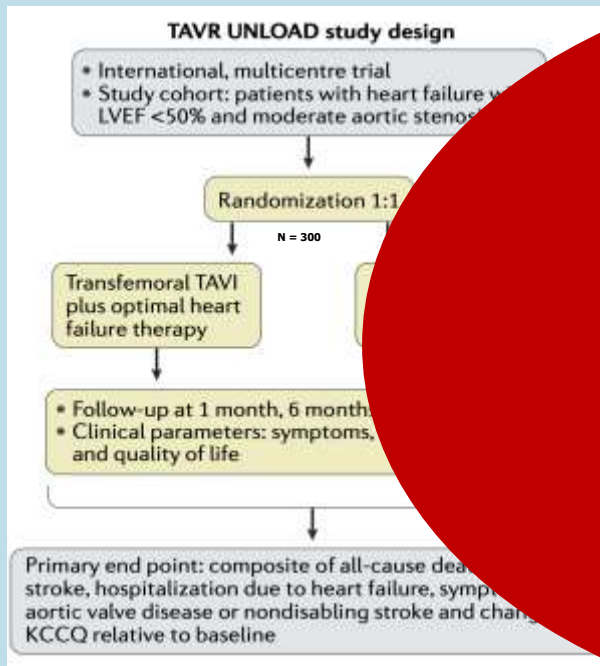 TAVR UNLOAD study design
• International, multicentre trial
• Study cohort: patients with heart failure
LVEF <50% and moderate aortic
Randomization 1:1
N = 300
Transfemoral TAVI
plus optimal heart
failure therapy
• Follow-up at 1 month, 6
• Clinical parameters: symptoms,
and quality of life
Primary end point: composite of all-cause
stroke, hospitalization due to heart failure,
aortic valve disease or nondisabling stroke and
KCCQ relative to baseline